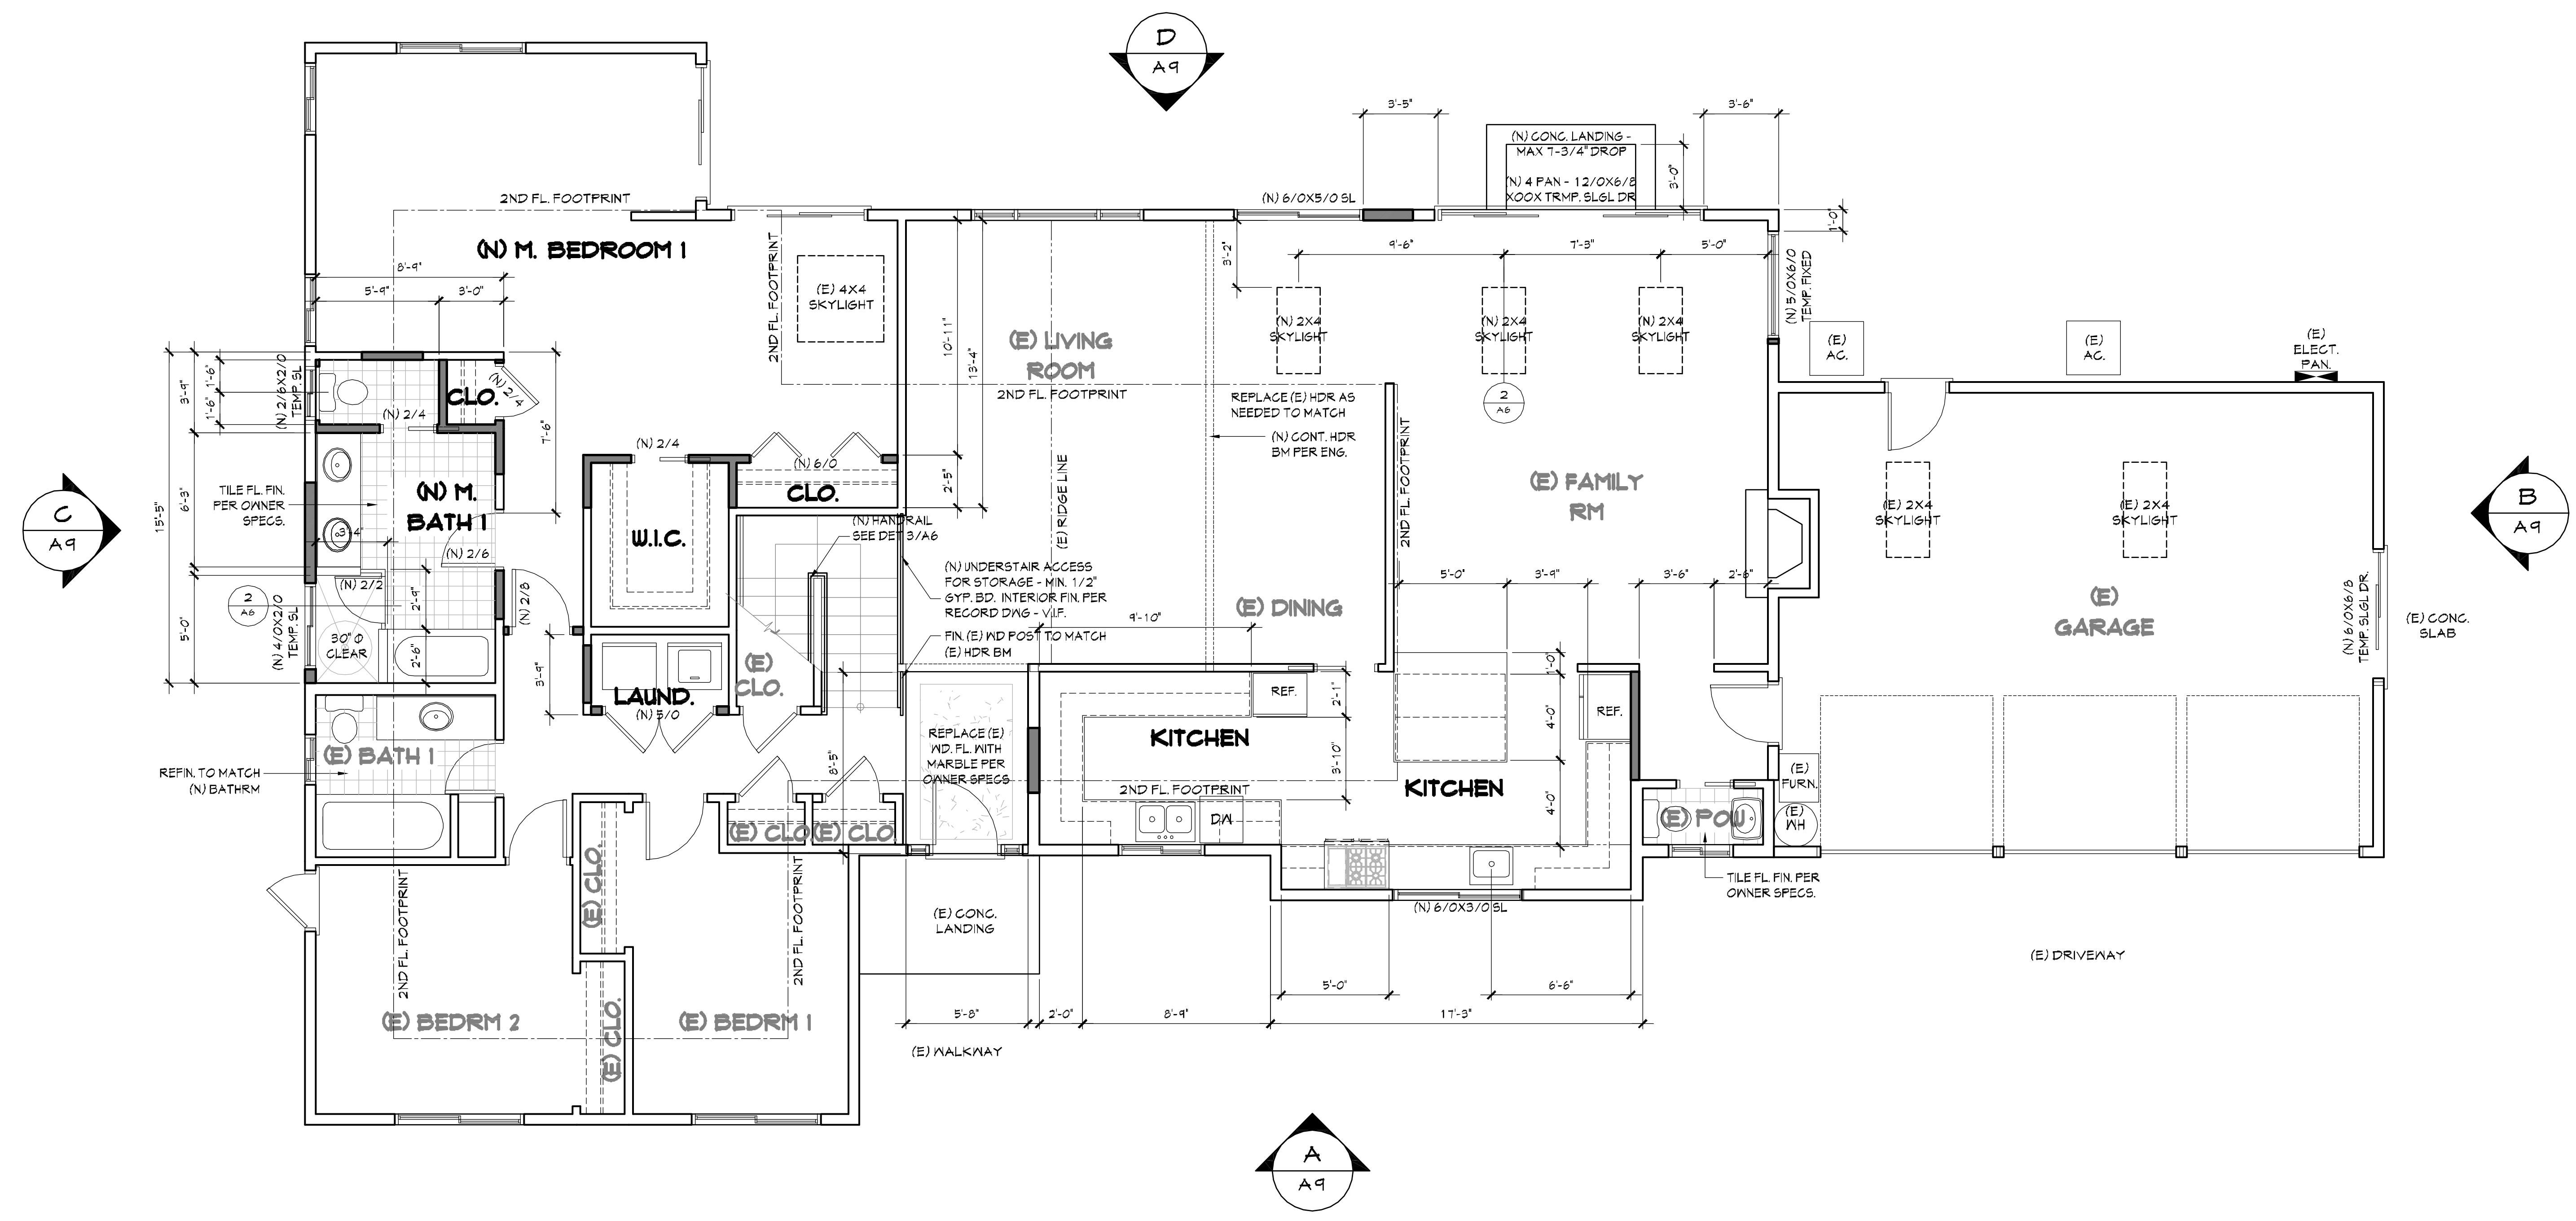 D
A9
3'-5"
3'-6"
(N) CONC. LANDING -
MAX 7-3/4" DROP
(N) 4 PAN - 12/0X6/8
XOOX TRMP. SLGL DR
3'-0"
2ND FL. FOOTPRINT
(N) 6/0X5/0 SL
1'-0"
(N) M. BEDROOM 1
8'-9"
5'-9"
3'-0"
2ND FL. FOOTPRINT
(E) 4X4
SKYLIGHT
10'-11"
13'-4"
2'-5"
(E) LIVING
ROOM
2ND FL. FOOTPRINT
(E) RIDGE LINE
3'-2"
9'-6"
7'-3"
5'-0"
(N) 2X4
SKYLIGHT
(N) 2X4
SKYLIGHT
(N) 2X4
SKYLIGHT
(N) 5/0X6/0
TEMP. FIXED
(E)
AC.
(E)
AC.
(E)
ELECT.
PAN.
2
A6
REPLACE (E) HDR AS
NEEDED TO MATCH
(N) CONT. HDR
BM PER ENG.
2ND FL. FOOTPRINT
(E) FAMILY
RM
(E) 2X4
SKYLIGHT
(E) 2X4
SKYLIGHT
(E)
GARAGE
(N) 6/0X6/8
TEMP. SLGL DR.
(E) CONC.
SLAB
B
A9
C
A9
15'-5"
3'-9"
6'-3"
5'-0"
1'-6"
1'-6"
(N) 2/6X2/0
TEMP. SL
CLO.
(N) 2/4
(N) 2/4
7'-6"
TILE FL. FIN.
PER OWNER
SPECS.
(N) M.
BATH 1
3'-4"
(N) 2/6
(N) 2/2
2'-9"
2'-6"
2
A6
(N) 4/0X2/0
TEMP. SL
30" Ø
CLEAR
(N) 2/8
3'-9"
(N) 2/4
W.I.C.
(N) 6/0
CLO.
(N) HANDRAIL
SEE DET 3/A6
(N) UNDERSTAIR ACCESS
FOR STORAGE - MIN. 1/2"
GYP. BD. INTERIOR FIN. PER
RECORD DWG - V.I.F.
FIN. (E) WD POST TO MATCH
(E) HDR BM
9'-10"
(E) DINING
5'-0"
3'-9"
3'-6"
2'-6"
LAUND.
(N) 5/0
(E)
CLO.
8'-5"
REPLACE (E)
WD. FL. WITH
MARBLE PER
OWNER SPECS
REF.
2'-1"
3'-10"
KITCHEN
2ND FL. FOOTPRINT
DW
1'-0"
4'-0"
4'-0"
REF.
KITCHEN
(E) BATH 1
REFIN. TO MATCH
(N) BATHRM
(E) CLO
(E) CLO
(E)
FURN.
(E)
WH
(E) POW
TILE FL. FIN. PER
OWNER SPECS.
2ND FL. FOOTPRINT
(E) CLO.
2ND FL. FOOTPRINT
(E) CONC.
LANDING
(N) 6/0X3/0 SL
(E) DRIVEWAY
5'-0"
6'-6"
(E) BEDRM 2
(E) CLO.
(E) BEDRM 1
5'-8"
2'-0"
8'-9"
17'-3"
(E) WALKWAY
A
A9